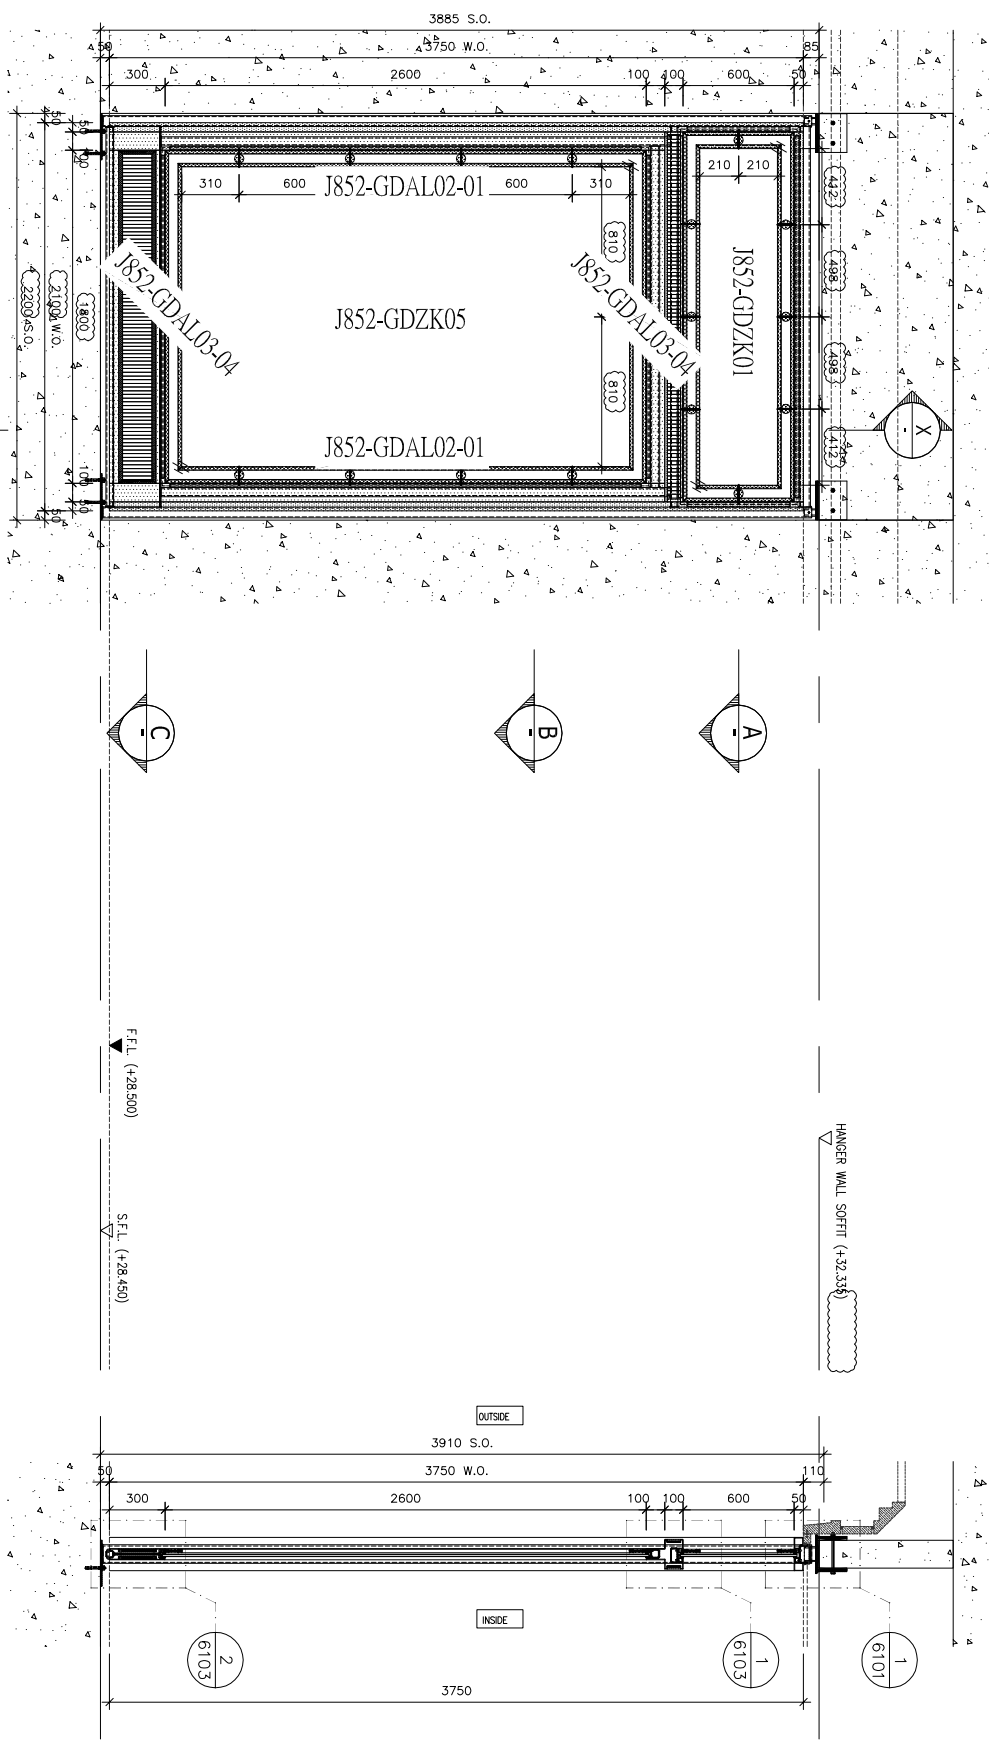 3885 S.O.
50
3750 W.O.
85
300
2600
100
100
600
50
50
50
100
412
498
498
412
210
210
310
600
J852-GDAL02-01
600
310
810
810
J852-GDAL03-04
J852-GDZK05
J852-GDAL03-04
J852-GDZK01
J852-GDAL02-01
1800
2100 W.O.
2200 S.O.
100
50
50
X
-
C
-
B
-
A
-
F.F.L. (+28.500)
S.F.L. (+28.450)
HANGER WALL SOFFIT (+32.335)
OUTSIDE
3910 S.O.
50
3750 W.O.
110
300
2600
100
100
600
50
INSIDE
2
6103
1
6103
1
6101
3750